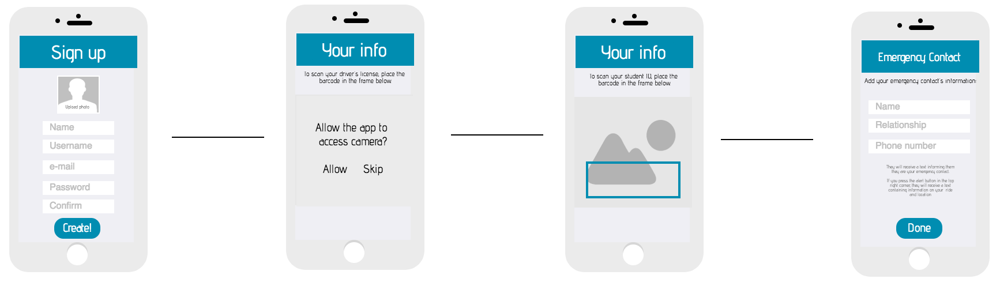 Sign up
Upload photo
Name
Username
e-mail
Password
Confirm
Create!
Your info
To scan your driver's license, place the
barcode in the frame below.
Allow the app to
access camera?
Allow Skip
Your info
To scan your student ID, place the
barcode in the frame below.
Emergency Contact
Add your emergency contact's information:
Name
Relationship
Phone number
They will receive a text informing them
they are your emergency contact.
If you press the alert button in the top
right corner, they will receive a text
containing information on your ride
and location
Done